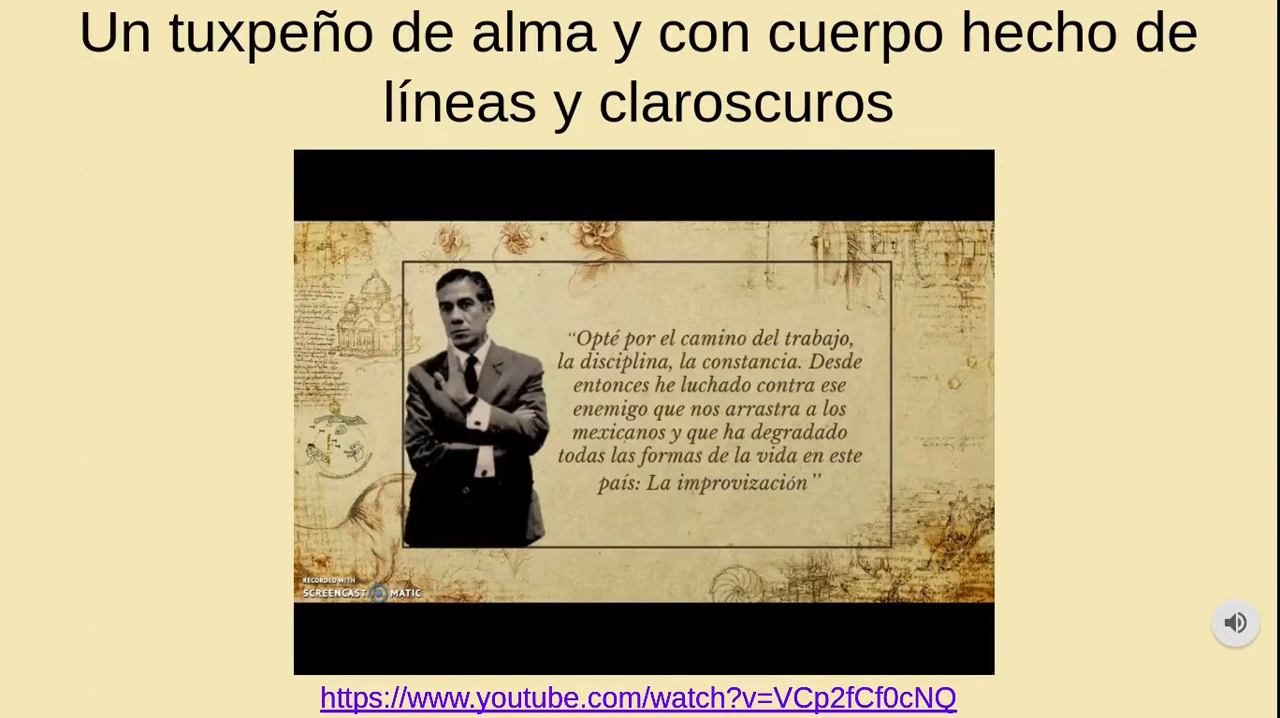 Un tuxpeño de alma y con cuerpo hecho de
líneas y claroscuros
“Opté por el camino del trabajo,
la disciplina, la constancia. Desde
entonces he luchado contra ese
enemigo que nos arrastra a los
mexicanos y que ha degradado
todas las formas de la vida en este
país: La improvización”
RECORDED WITH
SCREENCAST MATIC
https://www.youtube.com/watch?v=VCp2fCf0cNQ